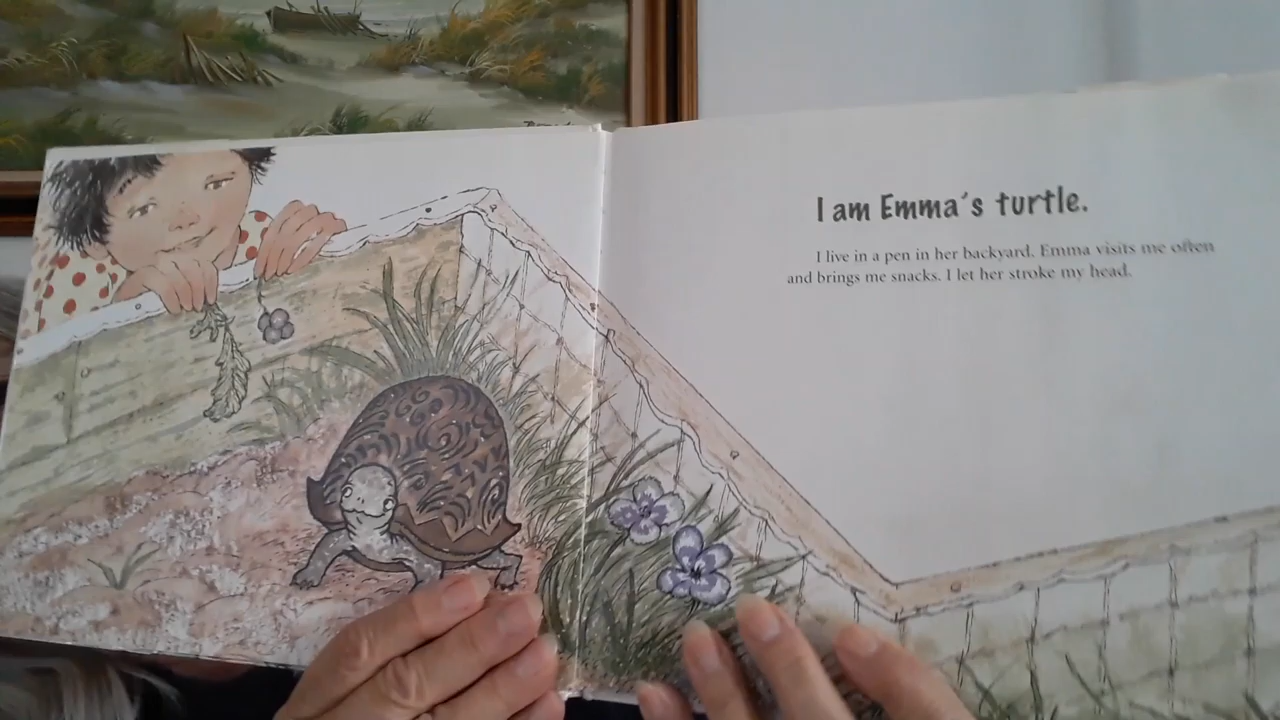 I am Emma's turtle.
I live in a pen in her backyard. Emma visits me often
and brings me snacks. I let her stroke my head.